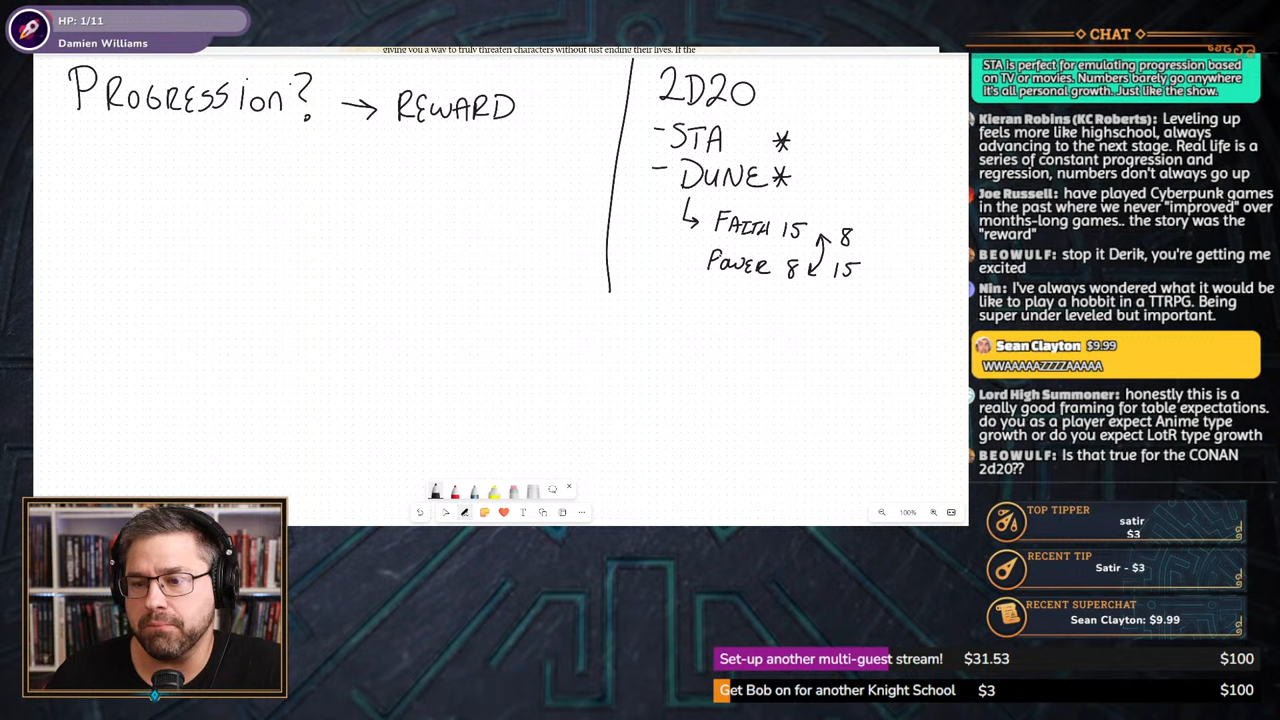 HP: 1/11
Damien Williams
giving you a way to truly threaten characters without just ending their lives. If the
PROGRESSION? → REWARD
2D20
- STA *
- DUNE *
↳ FAITH 15 8
POWER 8 15
100%
CHAT
STA is perfect for emulating progression based
on TV or movies. Numbers barely go anywhere
it's all personal growth. Just like the show.
Kieran Robins (KC Roberts): Leveling up
feels more like highschool, always
advancing to the next stage. Real life is a
series of constant progression and
regression, numbers don't always go up
Joe Russell: have played Cyberpunk games
in the past where we never "improved" over
months-long games.. the story was the
"reward"
BEOWULF: stop it Derik, you're getting me
excited
Nin: I've always wondered what it would be
like to play a hobbit in a TTRPG. Being
super under leveled but important.
Sean Clayton $9.99
WWAAAAAZZZZAAAAA
Lord High Summoner: honestly this is a
really good framing for table expectations.
do you as a player expect Anime type
growth or do you expect LotR type growth
BEOWULF: Is that true for the CONAN
2d20??
TOP TIPPER
satir
$3
RECENT TIP
Satir - $3
RECENT SUPERCHAT
Sean Clayton: $9.99
Set-up another multi-guest stream! $31.53 $100
Get Bob on for another Knight School $3 $100